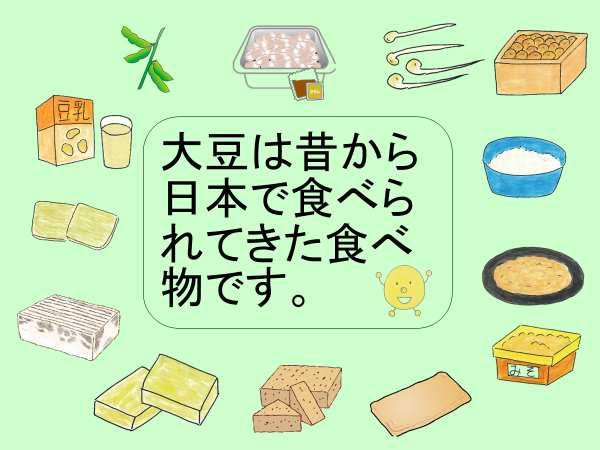 大豆は昔から
日本で食べら
れてきた食べ
物です。
豆乳
みそ